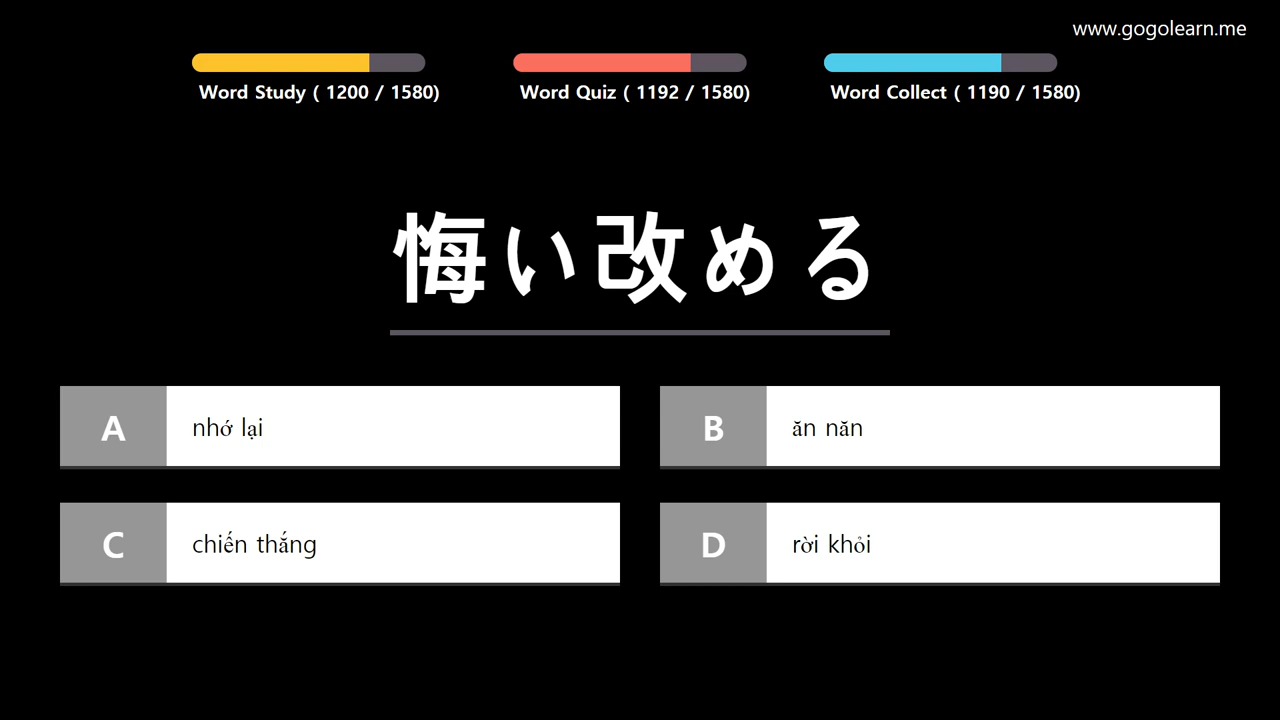 www.gogolearn.me
Word Study ( 1200 / 1580)
Word Quiz ( 1192 / 1580)
Word Collect ( 1190 / 1580)
悔い改める
A nhớ lại
B ăn năn
C chiến thắng
D rời khỏi